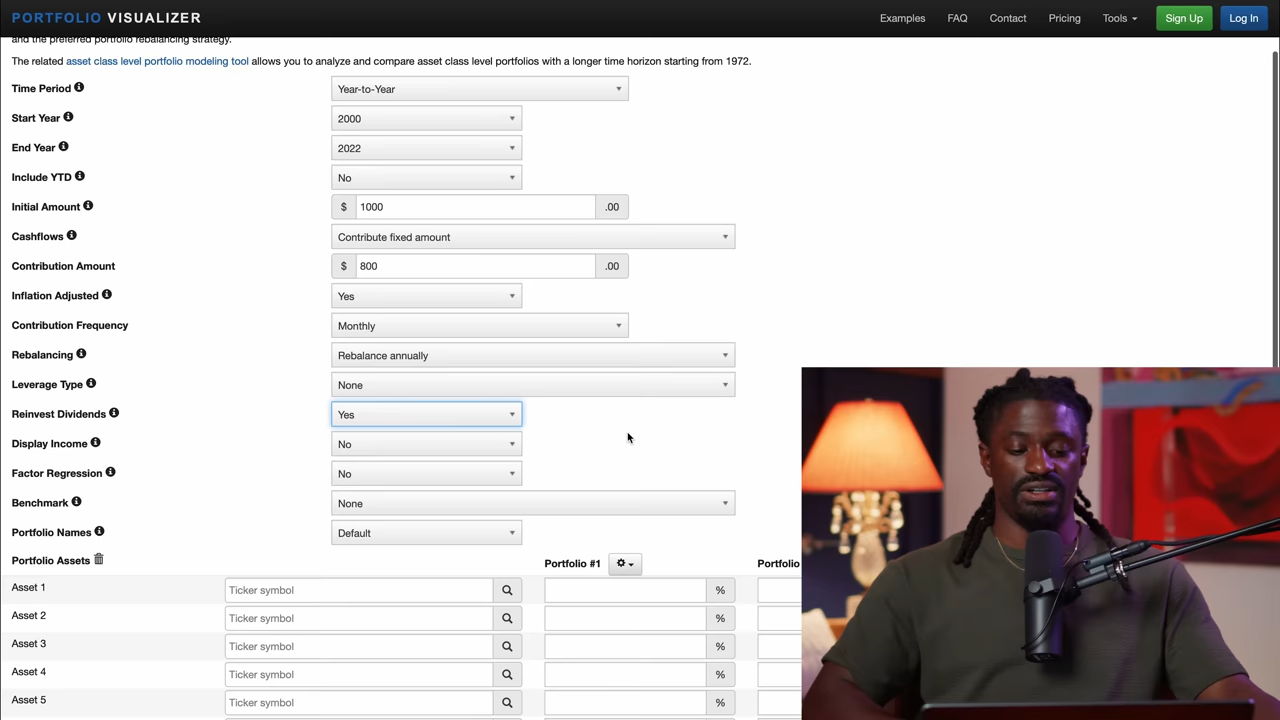 PORTFOLIO VISUALIZER
Examples
FAQ
Contact
Pricing
Tools
Sign Up
Log In
and the preferred portfolio rebalancing strategy.
The related asset class level portfolio modeling tool allows you to analyze and compare asset class level portfolios with a longer time horizon starting from 1972.
Time Period
Year-to-Year
Start Year
2000
End Year
2022
Include YTD
No
Initial Amount
$ 1000 .00
Cashflows
Contribute fixed amount
Contribution Amount
$ 800 .00
Inflation Adjusted
Yes
Contribution Frequency
Monthly
Rebalancing
Rebalance annually
Leverage Type
None
Reinvest Dividends
Yes
Display Income
No
Factor Regression
No
Benchmark
None
Portfolio Names
Default
Portfolio Assets
Portfolio #1
Portfolio
Asset 1
Ticker symbol
%
Asset 2
Ticker symbol
%
Asset 3
Ticker symbol
%
Asset 4
Ticker symbol
%
Asset 5
Ticker symbol
%